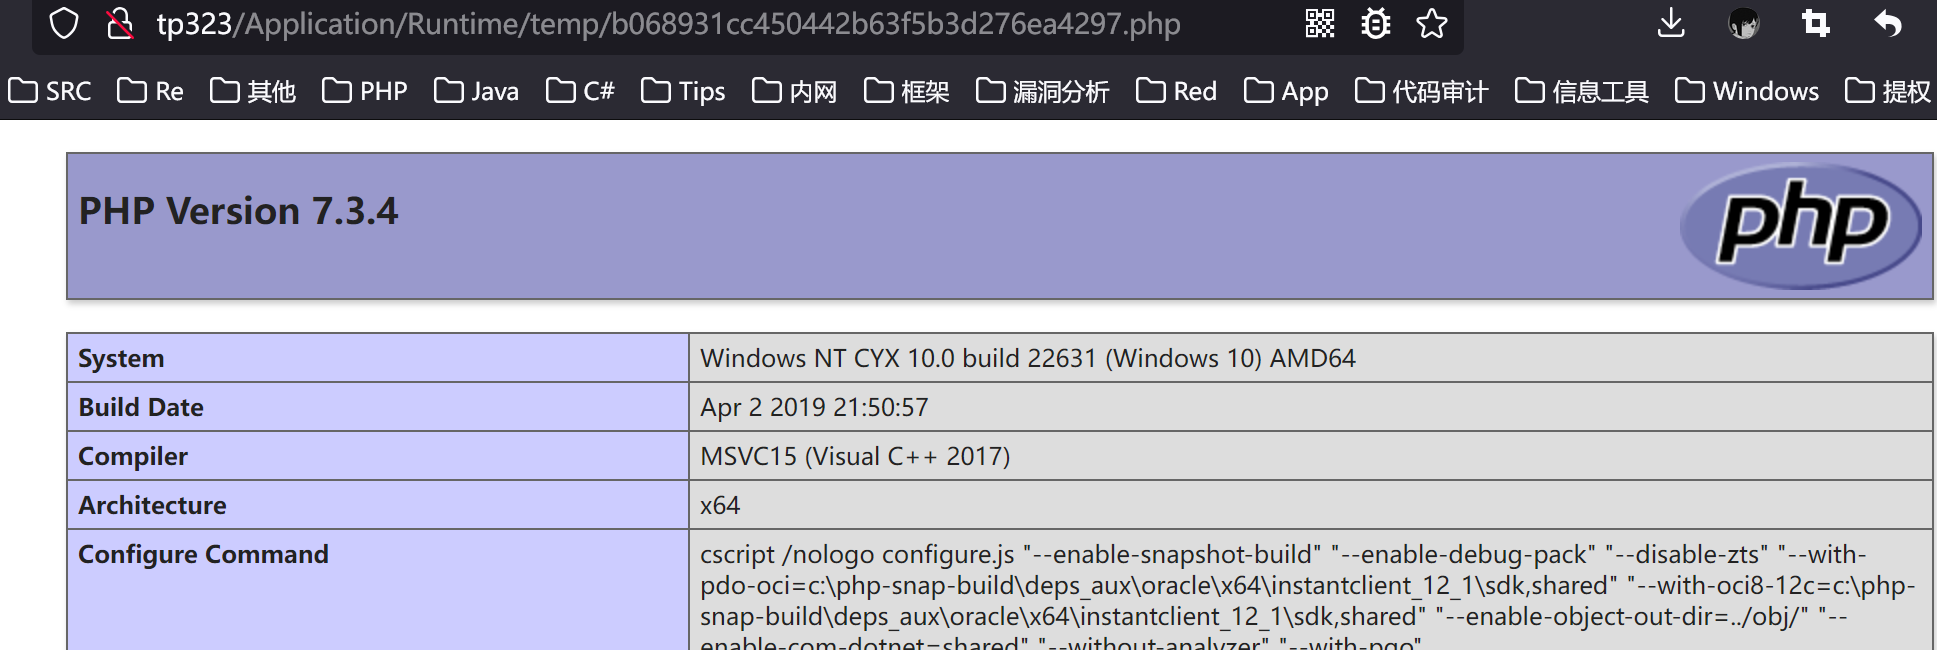 tp323/Application/Runtime/temp/b068931cc450442b63f5b3d276ea4297.php
SRC Re 其他 PHP Java C# Tips 内网 框架 漏洞分析 Red App 代码审计 信息工具 Windows 提权
PHP Version 7.3.4
php
System Windows NT CYX 10.0 build 22631 (Windows 10) AMD64
Build Date Apr 2 2019 21:50:57
Compiler MSVC15 (Visual C++ 2017)
Architecture x64
Configure Command cscript /nologo configure.js "--enable-snapshot-build" "--enable-debug-pack" "--disable-zts" "--with-
pdo-oci=c:\php-snap-build\deps_aux\oracle\x64\instantclient_12_1\sdk,shared" "--with-oci8-12c=c:\php-
snap-build\deps_aux\oracle\x64\instantclient_12_1\sdk,shared" "--enable-object-out-dir=../obj/" "--
enable-com-dotnet=shared" "--without-analyzer" "--with-pgo"